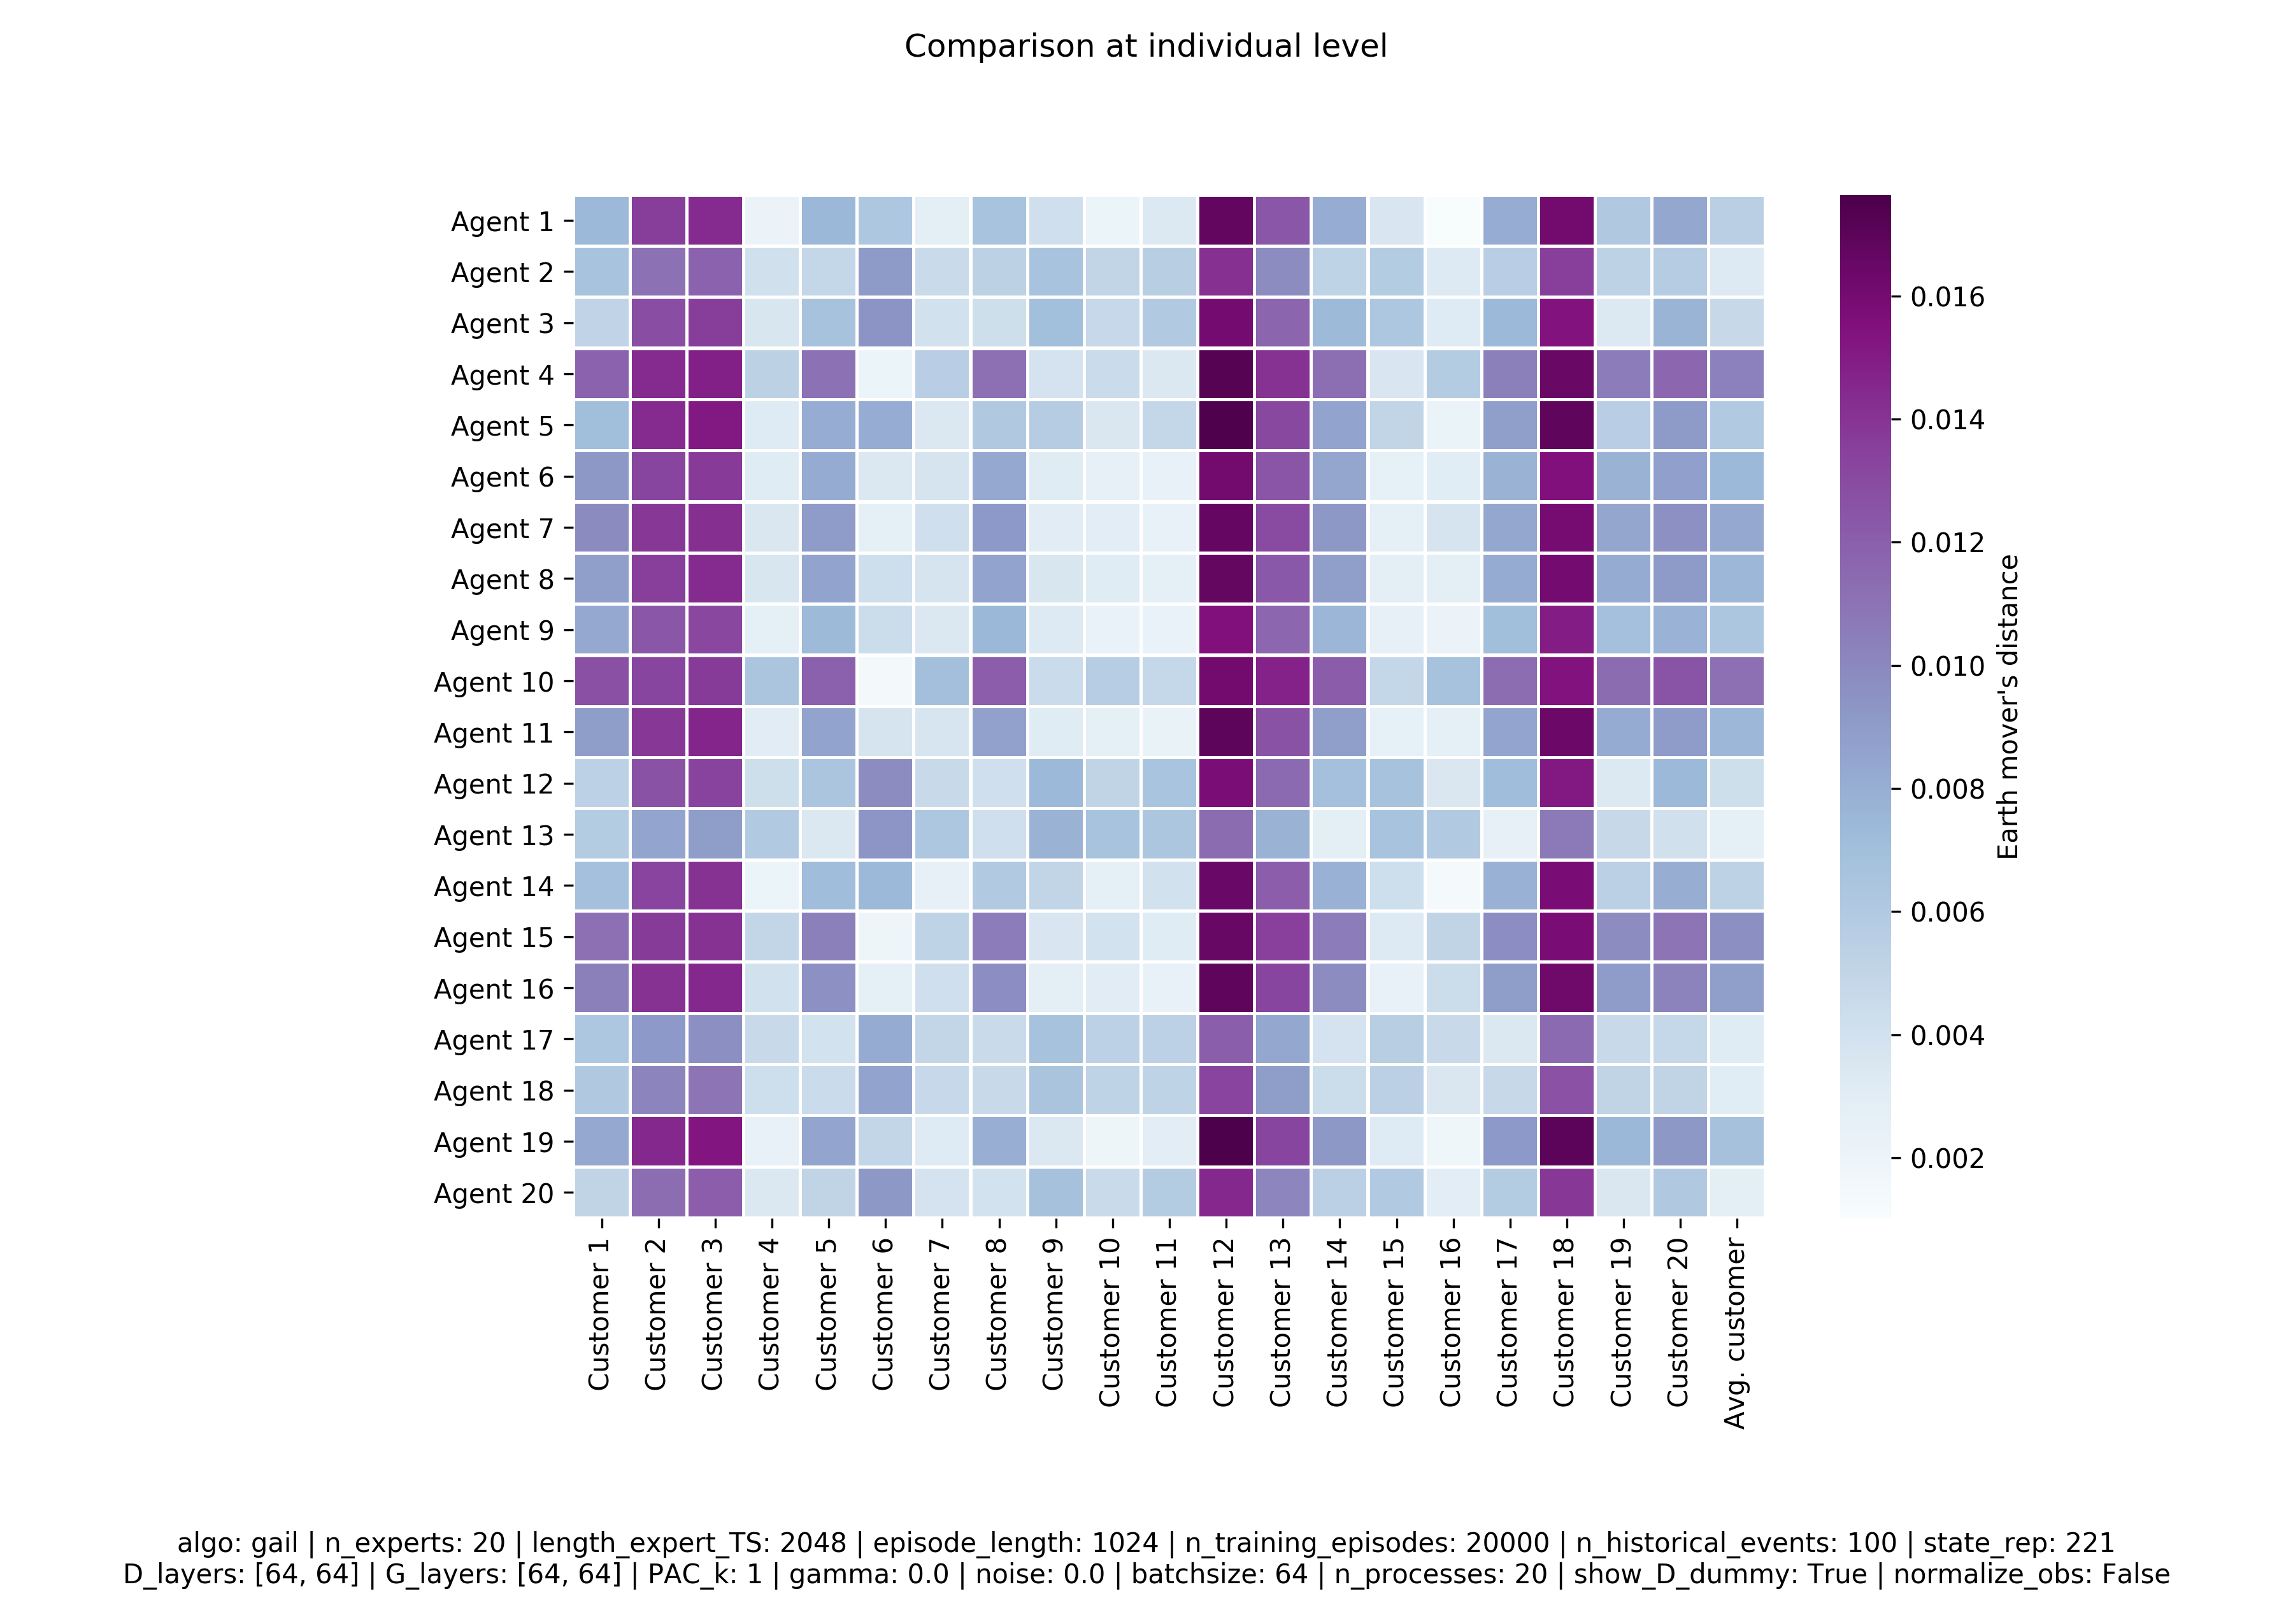 Comparison at individual level
Agent 1
Agent 2
Agent 3
Agent 4
Agent 5
Agent 6
Agent 7
Agent 8
Agent 9
Agent 10
Agent 11
Agent 12
Agent 13
Agent 14
Agent 15
Agent 16
Agent 17
Agent 18
Agent 19
Agent 20
Customer 1
Customer 2
Customer 3
Customer 4
Customer 5
Customer 6
Customer 7
Customer 8
Customer 9
Customer 10
Customer 11
Customer 12
Customer 13
Customer 14
Customer 15
Customer 16
Customer 17
Customer 18
Customer 19
Customer 20
Avg. customer
0.016
0.014
0.012
0.010
0.008
0.006
0.004
0.002
Earth mover's distance
algo: gail | n_experts: 20 | length_expert_TS: 2048 | episode_length: 1024 | n_training_episodes: 20000 | n_historical_events: 100 | state_rep: 221
D_layers: [64, 64] | G_layers: [64, 64] | PAC_k: 1 | gamma: 0.0 | noise: 0.0 | batchsize: 64 | n_processes: 20 | show_D_dummy: True | normalize_obs: False